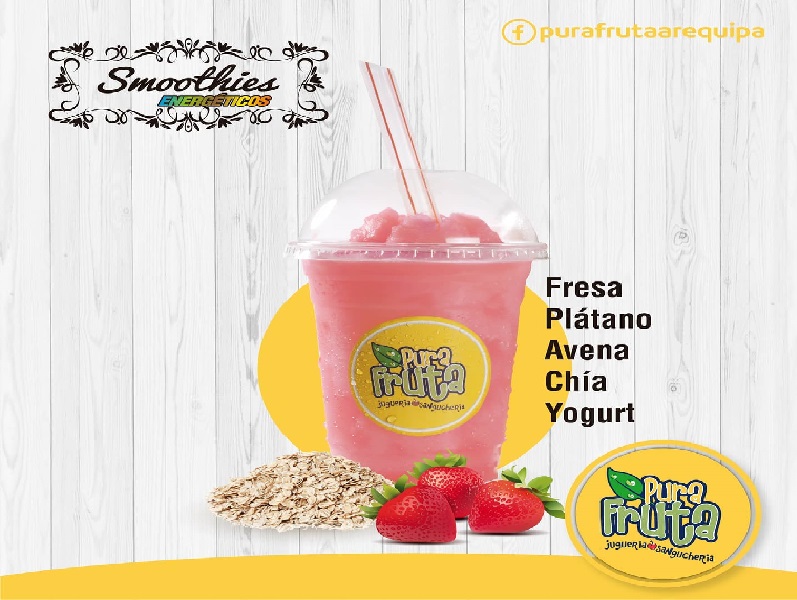 Smoothies
ENERGÉTICOS
purafrutaarequipa
Fresa
Plátano
Avena
Chía
Yogurt
Pura
Fruta
juguería sanguchería
Pura
Fruta
juguería sanguchería